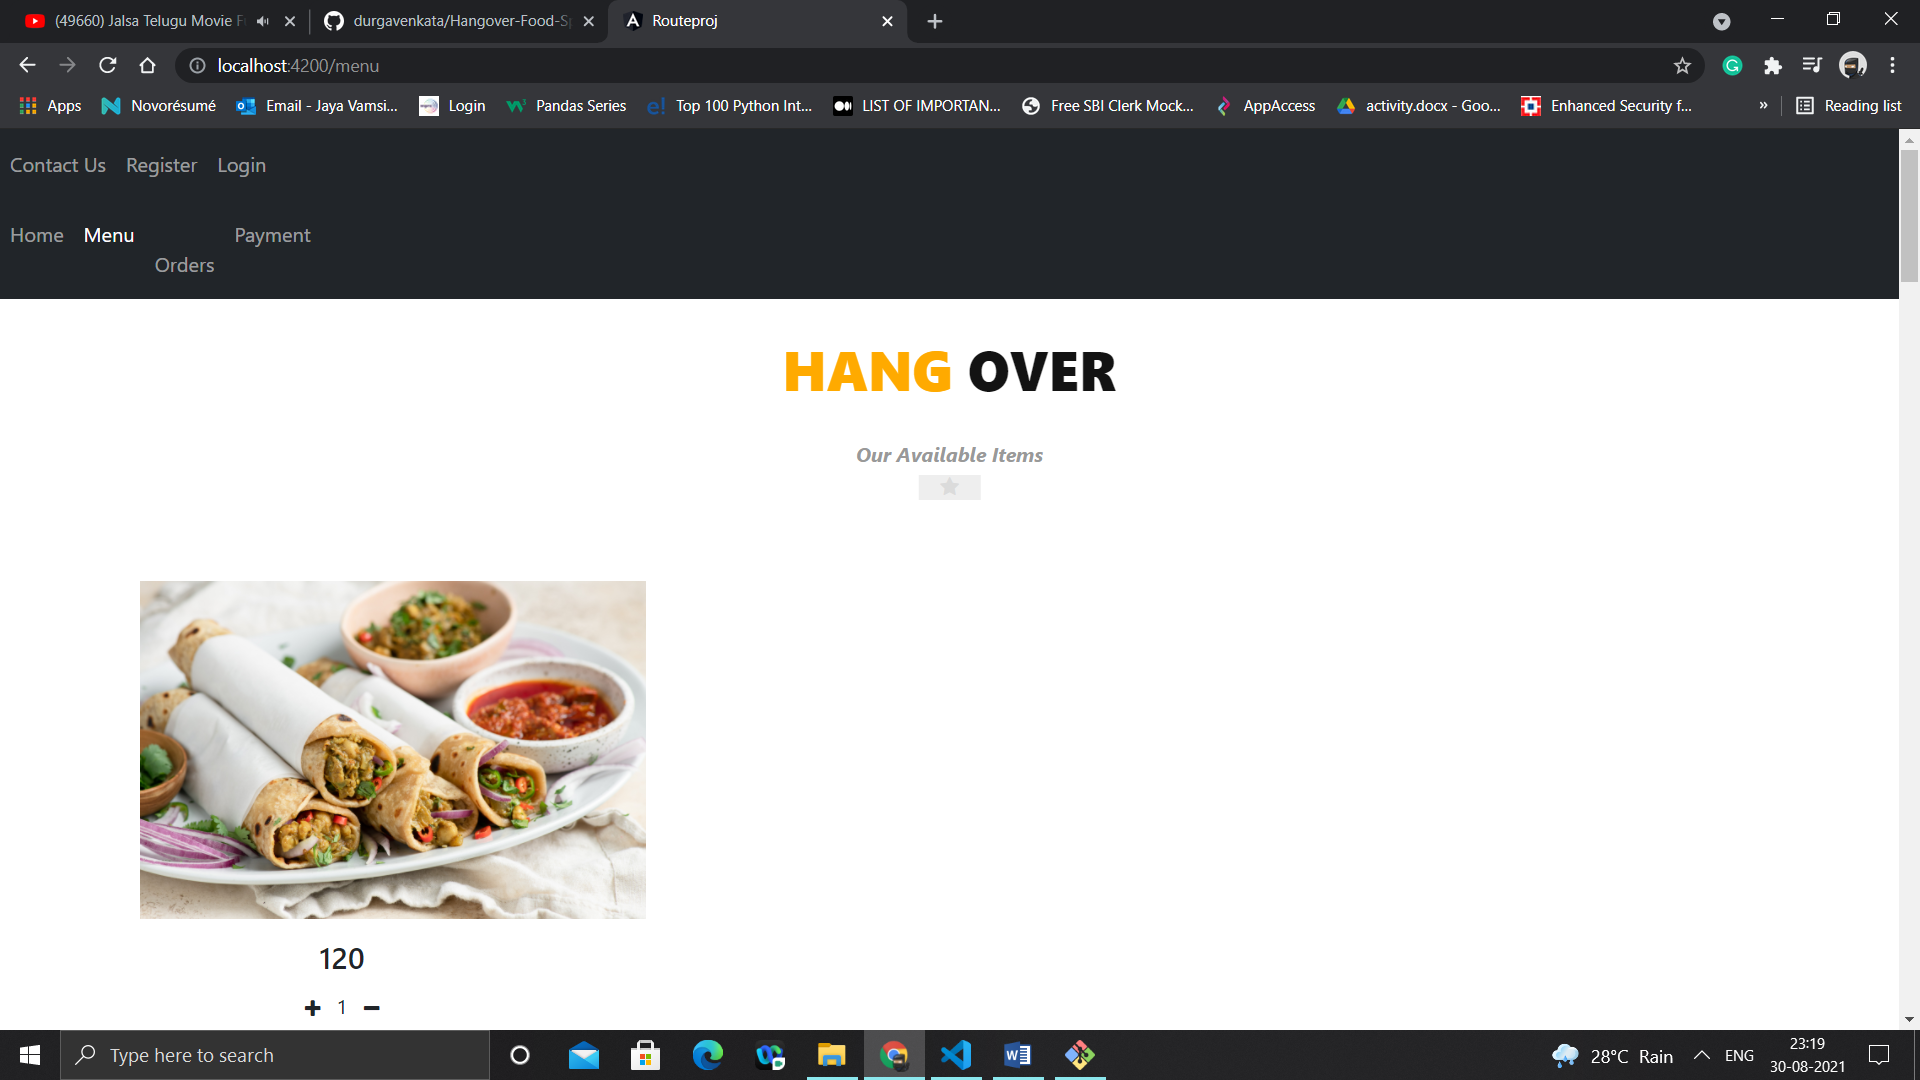 (49660) Jalsa Telugu Movie F
durgavenkata/Hangover-Food-Sp
Routeproj
localhost:4200/menu
Apps
Novorésumé
Email - Jaya Vamsi...
Login
Pandas Series
Top 100 Python Int...
LIST OF IMPORTAN...
Free SBI Clerk Mock...
AppAccess
activity.docx - Goo...
Enhanced Security f...
»
Reading list
Contact Us Register Login
Home Menu Payment
Orders
HANG OVER
Our Available Items
120
+ 1 -
Type here to search
28°C Rain
ENG
23:19
30-08-2021